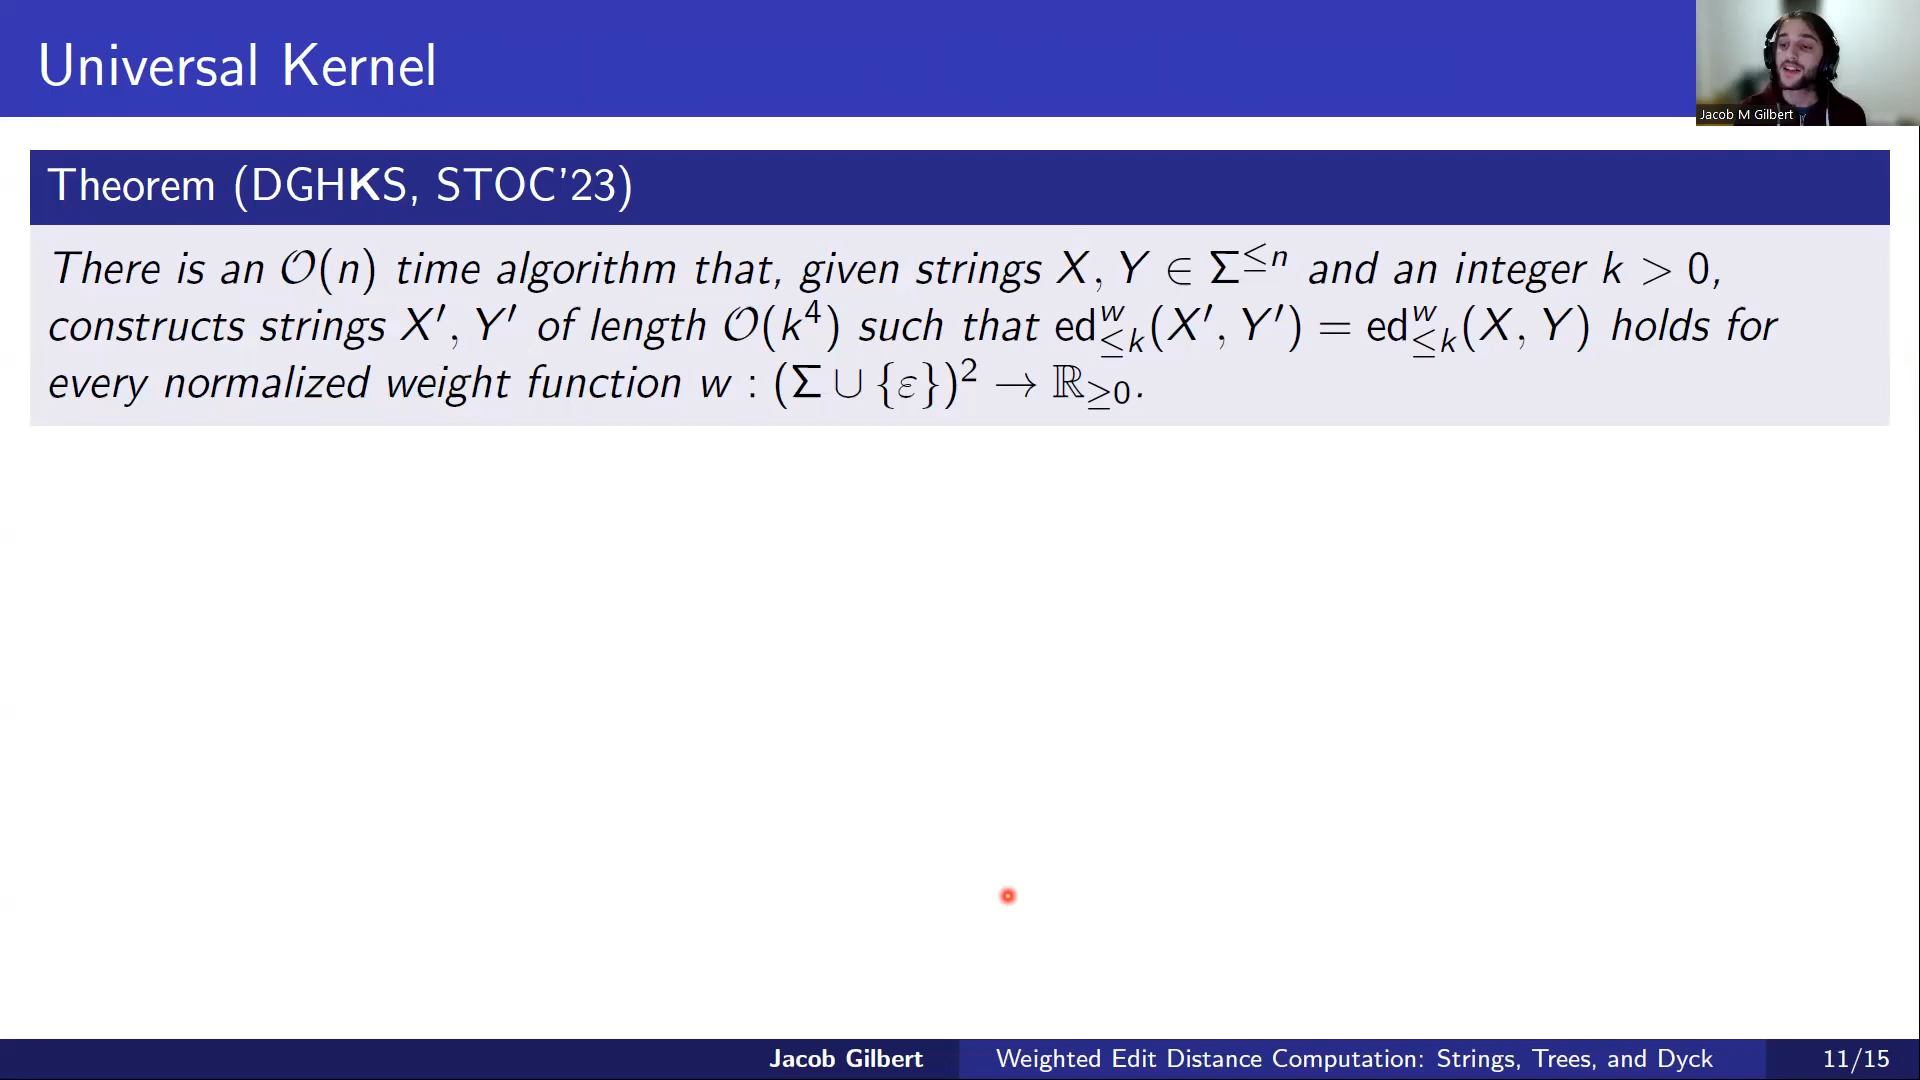 Universal Kernel
Jacob M Gilbert
Theorem (DGHKS, STOC'23)
There is an 𝒪(n) time algorithm that, given strings X, Y ∈ Σ^{≤n} and an integer k > 0,
constructs strings X′, Y′ of length 𝒪(k⁴) such that ed^w_{≤k}(X′, Y′) = ed^w_{≤k}(X, Y) holds for
every normalized weight function w : (Σ ∪ {ε})² → ℝ_{≥0}.
Jacob Gilbert Weighted Edit Distance Computation: Strings, Trees, and Dyck 11/15